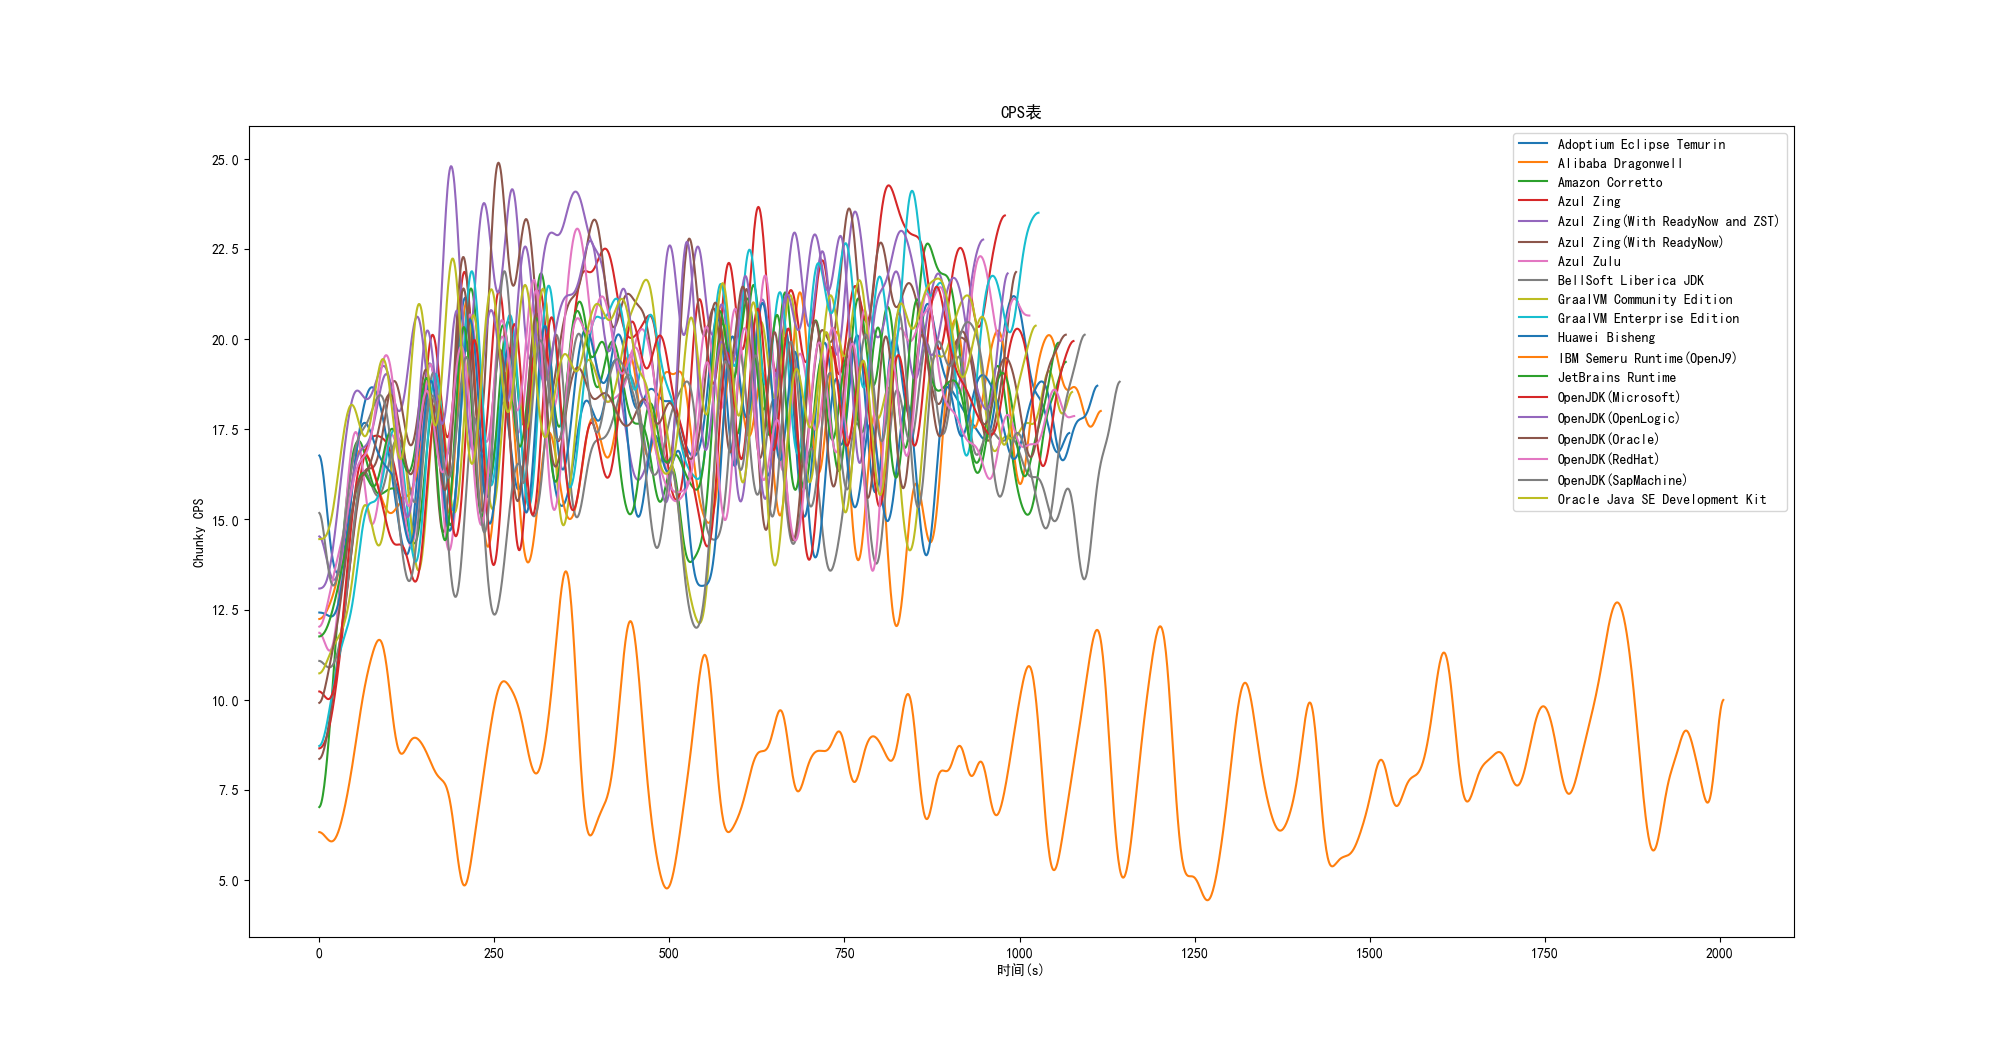 CPS表
Chunky CPS
25.0
22.5
20.0
17.5
15.0
12.5
10.0
7.5
5.0
Adoptium Eclipse Temurin
Alibaba Dragonwell
Amazon Corretto
Azul Zing
Azul Zing(With ReadyNow and ZST)
Azul Zing(With ReadyNow)
Azul Zulu
BellSoft Liberica JDK
GraalVM Community Edition
GraalVM Enterprise Edition
Huawei Bisheng
IBM Semeru Runtime(OpenJ9)
JetBrains Runtime
OpenJDK(Microsoft)
OpenJDK(OpenLogic)
OpenJDK(Oracle)
OpenJDK(RedHat)
OpenJDK(SapMachine)
Oracle Java SE Development Kit
0 250 500 750 1000 1250 1500 1750 2000
时间(s)